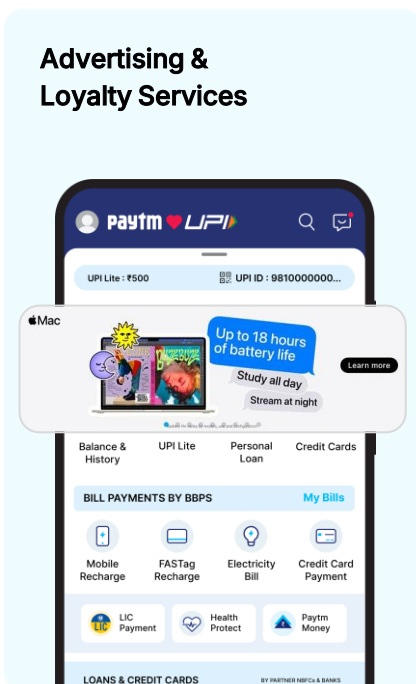 Advertising &
Loyalty Services
paytm UPI
UPI Lite : ₹500
UPI ID : 9810000000...
Mac
Up to 18 hours
of battery life
Learn more
Study all day
Stream at night
Balance &
History
UPI Lite
Personal
Loan
Credit Cards
BILL PAYMENTS BY BBPS
My Bills
Mobile
Recharge
FASTag
Recharge
Electricity
Bill
Credit Card
Payment
LIC
LIC
Payment
Health
Protect
Paytm
Money
LOANS & CREDIT CARDS
BY PARTNER NBFCs & BANKS